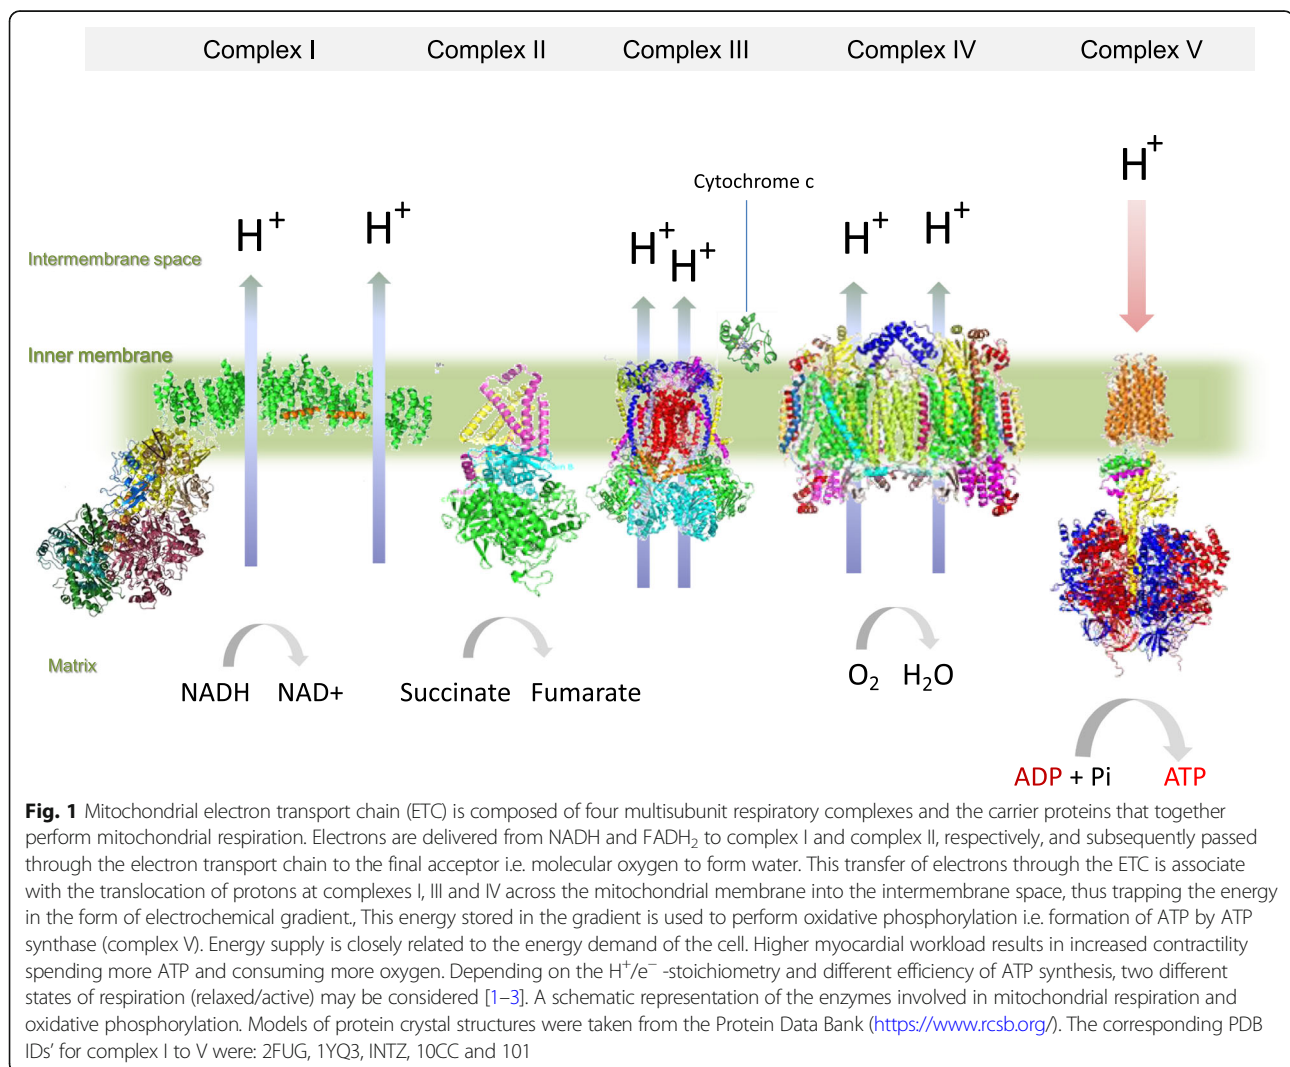 Complex I Complex II Complex III Complex IV Complex V
H+
Cytochrome c
H+ H+ H+ H+ H+ H+
Intermembrane space
Inner membrane
Matrix
NADH NAD+ Succinate Fumarate O2 H2O
ADP + Pi ATP
Fig. 1 Mitochondrial electron transport chain (ETC) is composed of four multisubunit respiratory complexes and the carrier proteins that together
perform mitochondrial respiration. Electrons are delivered from NADH and FADH2 to complex I and complex II, respectively, and subsequently passed
through the electron transport chain to the final acceptor i.e. molecular oxygen to form water. This transfer of electrons through the ETC is associate
with the translocation of protons at complexes I, III and IV across the mitochondrial membrane into the intermembrane space, thus trapping the energy
in the form of electrochemical gradient., This energy stored in the gradient is used to perform oxidative phosphorylation i.e. formation of ATP by ATP
synthase (complex V). Energy supply is closely related to the energy demand of the cell. Higher myocardial workload results in increased contractility
spending more ATP and consuming more oxygen. Depending on the H+/e− -stoichiometry and different efficiency of ATP synthesis, two different
states of respiration (relaxed/active) may be considered [1–3]. A schematic representation of the enzymes involved in mitochondrial respiration and
oxidative phosphorylation. Models of protein crystal structures were taken from the Protein Data Bank (https://www.rcsb.org/). The corresponding PDB
IDs' for complex I to V were: 2FUG, 1YQ3, INTZ, 10CC and 101